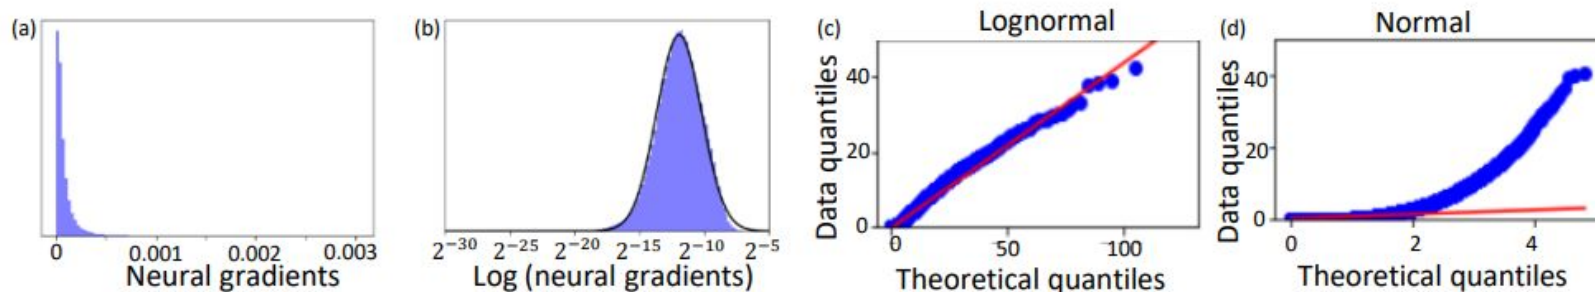 (a)
0 0.001 0.002 0.003
Neural gradients
(b)
2^-30 2^-25 2^-20 2^-15 2^-10 2^-5
Log (neural gradients)
(c)
Lognormal
Data quantiles
40
20
0
0 50 100
Theoretical quantiles
(d)
Normal
Data quantiles
40
20
0
0 2 4
Theoretical quantiles